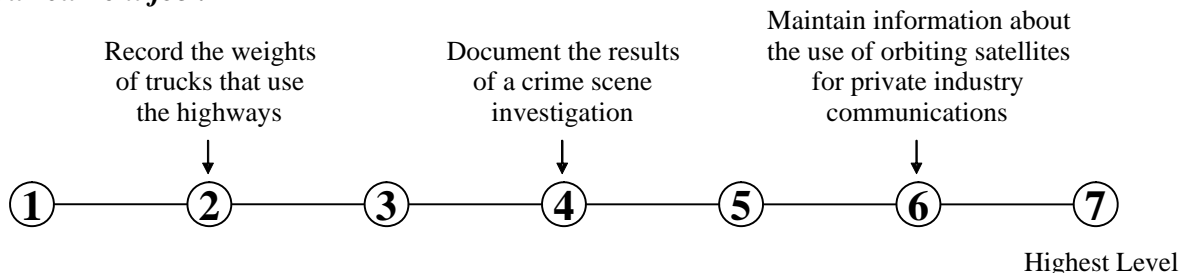 Maintain information about
Record the weights Document the results the use of orbiting satellites
of trucks that use of a crime scene for private industry
the highways investigation communications
1 2 3 4 5 6 7
Highest Level